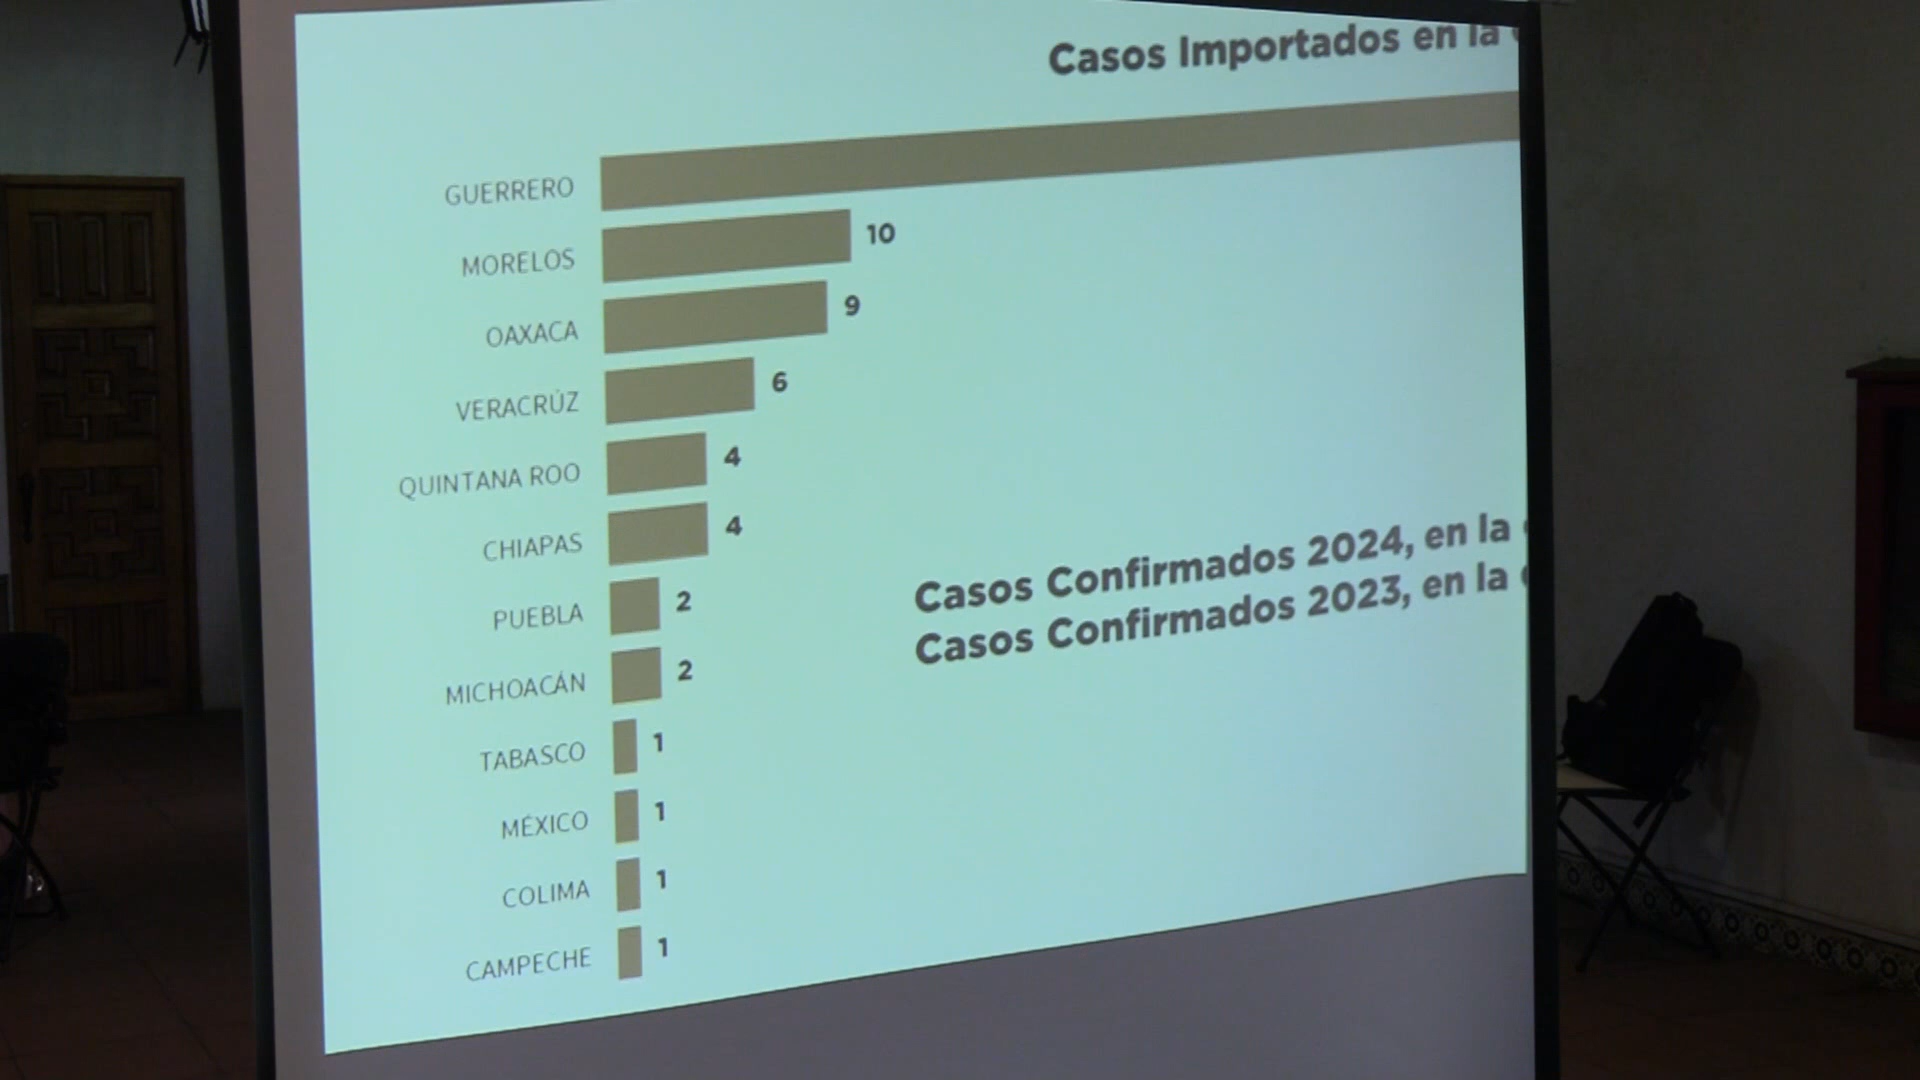 Casos Importados en la
GUERRERO
MORELOS 10
OAXACA 9
VERACRÚZ 6
QUINTANA ROO 4
CHIAPAS 4
PUEBLA 2
MICHOACÁN 2
TABASCO 1
MÉXICO 1
COLIMA 1
CAMPECHE 1
Casos Confirmados 2024, en la
Casos Confirmados 2023, en la